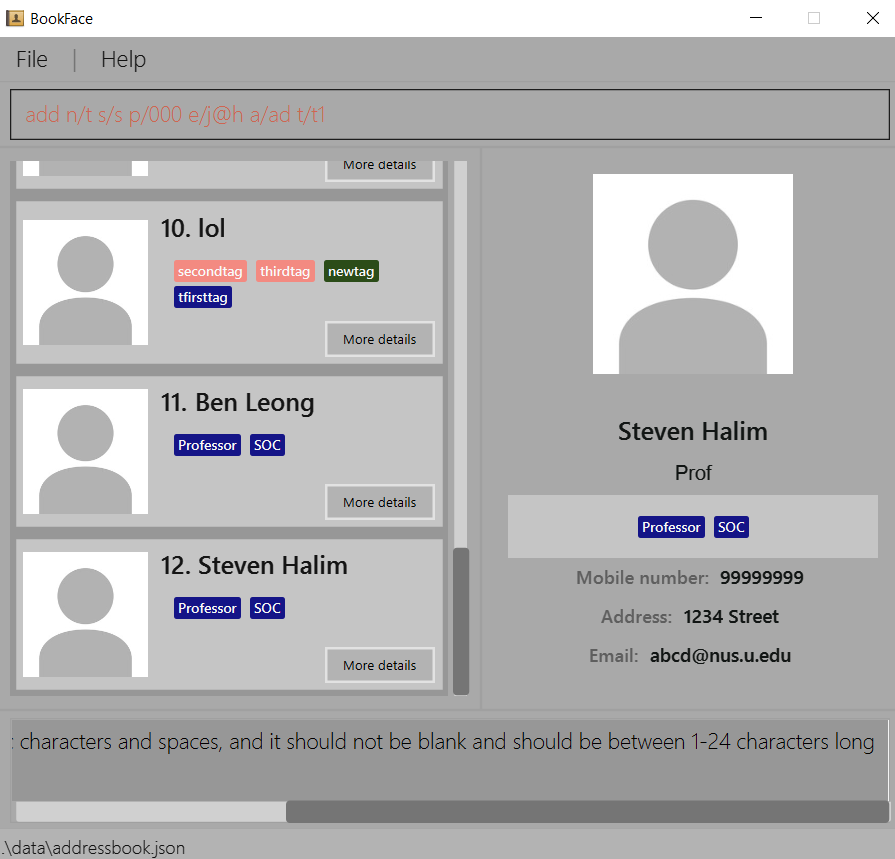 BookFace
File | Help
add n/t s/s p/000 e/j@h a/ad t/t1
More details
10. lol
secondtag thirdtag newtag
tfirsttag
More details
11. Ben Leong
Professor SOC
More details
12. Steven Halim
Professor SOC
More details
Steven Halim
Prof
Professor SOC
Mobile number: 99999999
Address: 1234 Street
Email: abcd@nus.u.edu
characters and spaces, and it should not be blank and should be between 1-24 characters long
.\data\addressbook.json